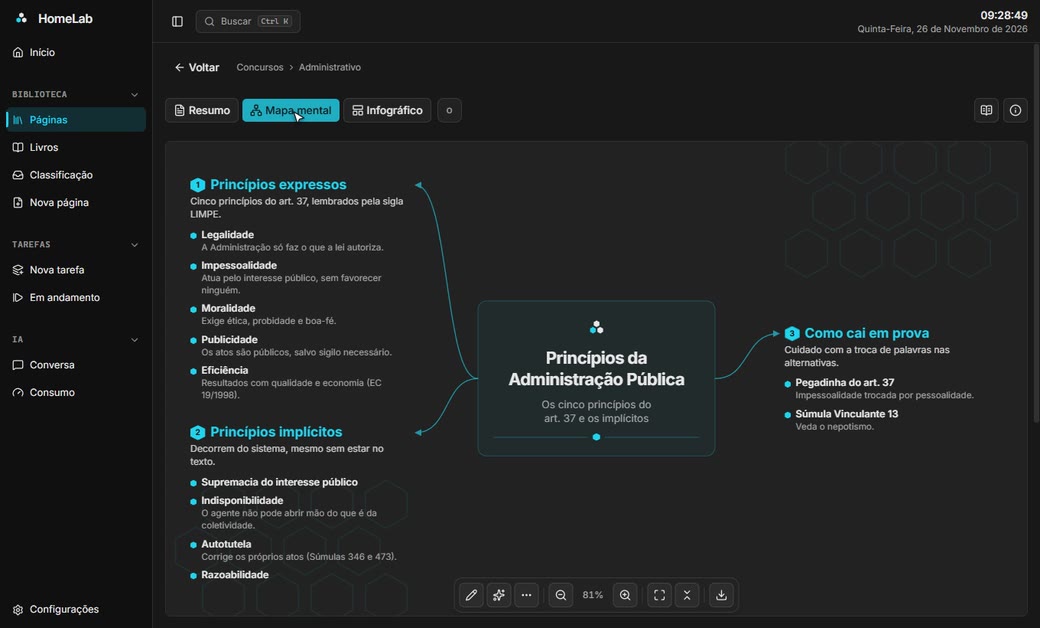 HomeLab
Buscar Ctrl K
09:28:49
Quinta-Feira, 26 de Novembro de 2026
Início
BIBLIOTECA
Páginas
Livros
Classificação
Nova página
TAREFAS
Nova tarefa
Em andamento
IA
Conversa
Consumo
Configurações
Voltar
Concursos > Administrativo
Resumo
Mapa mental
Infográfico
1 Princípios expressos
Cinco princípios do art. 37, lembrados pela sigla
LIMPE.
Legalidade
A Administração só faz o que a lei autoriza.
Impessoalidade
Atua pelo interesse público, sem favorecer
ninguém.
Moralidade
Exige ética, probidade e boa-fé.
Publicidade
Os atos são públicos, salvo sigilo necessário.
Eficiência
Resultados com qualidade e economia (EC
19/1998).
2 Princípios implícitos
Decorrem do sistema, mesmo sem estar no
texto.
Supremacia do interesse público
Indisponibilidade
O agente não pode abrir mão do que é da
coletividade.
Autotutela
Corrige os próprios atos (Súmulas 346 e 473).
Razoabilidade
Princípios da
Administração Pública
Os cinco princípios do
art. 37 e os implícitos
3 Como cai em prova
Cuidado com a troca de palavras nas
alternativas.
Pegadinha do art. 37
Impessoalidade trocada por pessoalidade.
Súmula Vinculante 13
Veda o nepotismo.
81%